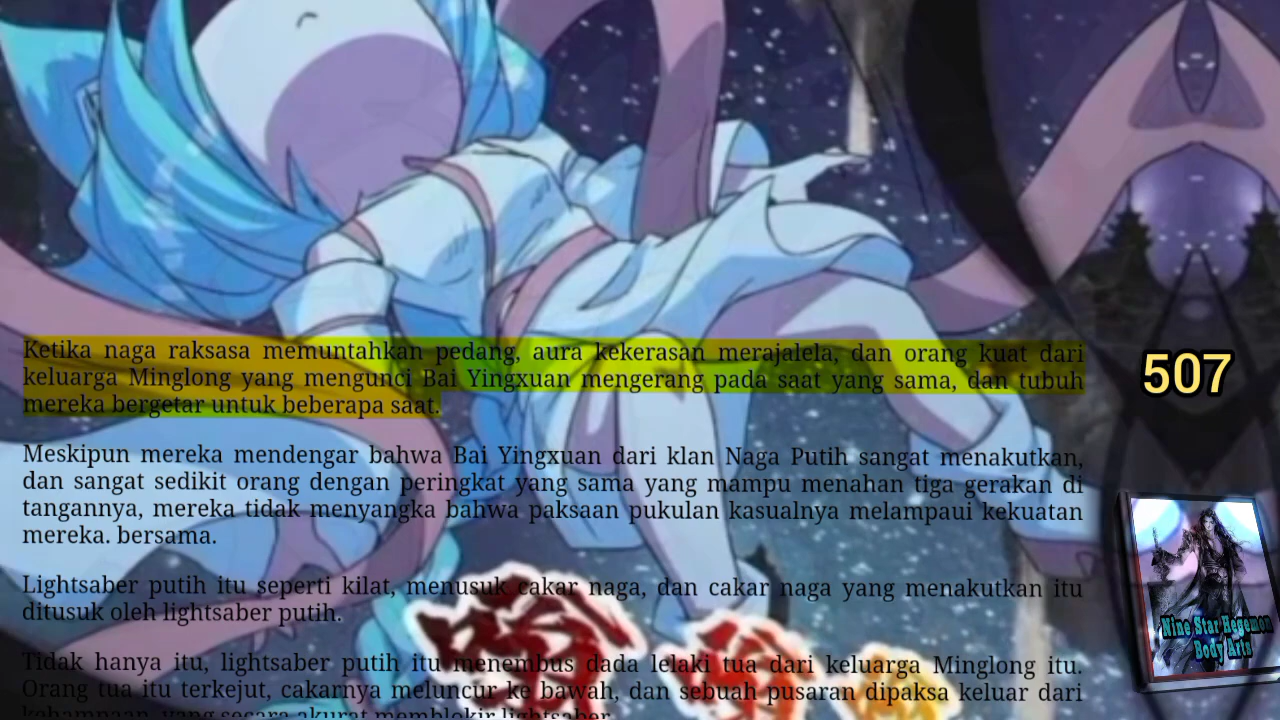 Ketika naga raksasa memuntahkan pedang, aura kekerasan merajalela, dan orang kuat dari
keluarga Minglong yang mengunci Bai Yingxuan mengerang pada saat yang sama, dan tubuh
mereka bergetar untuk beberapa saat.
Meskipun mereka mendengar bahwa Bai Yingxuan dari klan Naga Putih sangat menakutkan,
dan sangat sedikit orang dengan peringkat yang sama yang mampu menahan tiga gerakan di
tangannya, mereka tidak menyangka bahwa paksaan pukulan kasualnya melampaui kekuatan
mereka. bersama.
Lightsaber putih itu seperti kilat, menusuk cakar naga, dan cakar naga yang menakutkan itu
ditusuk oleh lightsaber putih.
Tidak hanya itu, lightsaber putih itu menembus dada lelaki tua dari keluarga Minglong itu.
Orang tua itu terkejut, cakarnya meluncur ke bawah, dan sebuah pusaran dipaksa keluar dari
kehampaan, yang secara akurat memblokir lightsaber.
507
Nine Star Hegemon
Body Arts